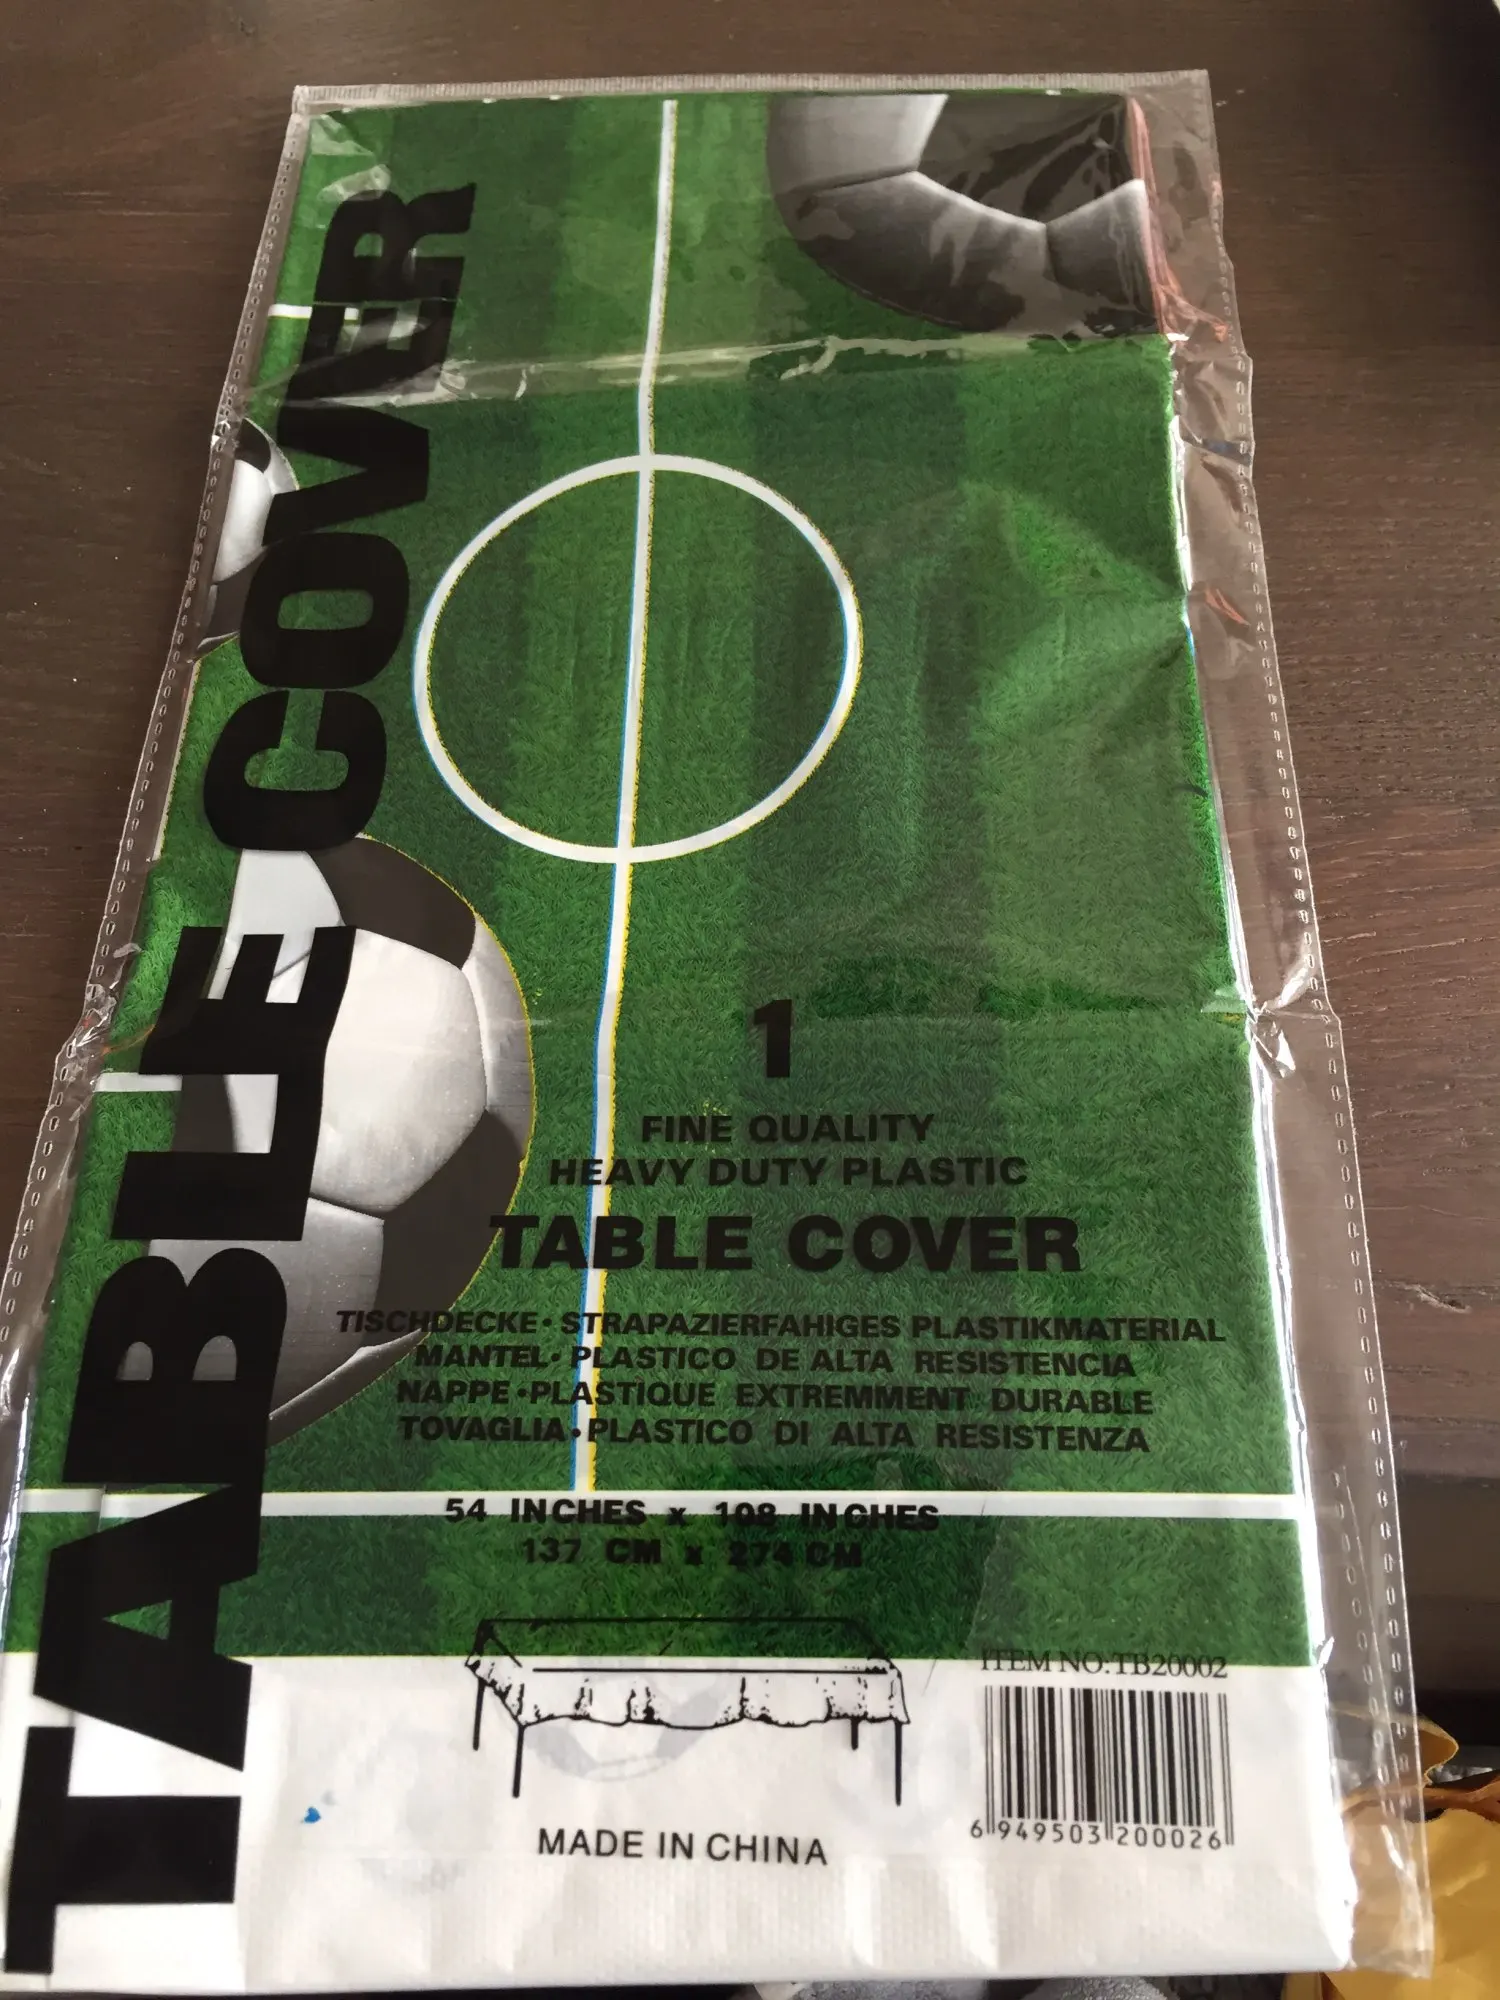 TABLE COVER
1
FINE QUALITY
HEAVY DUTY PLASTIC
TABLE COVER
TISCHDECKE • STRAPAZIERFAHIGES PLASTIKMATERIAL
MANTEL • PLASTICO DE ALTA RESISTENCIA
NAPPE • PLASTIQUE EXTREMMENT DURABLE
TOVAGLIA • PLASTICO DI ALTA RESISTENZA
54 INCHES x 108 INCHES
137 CM x 274 CM
ITEM NO:TB20002
6 949503 200026
MADE IN CHINA